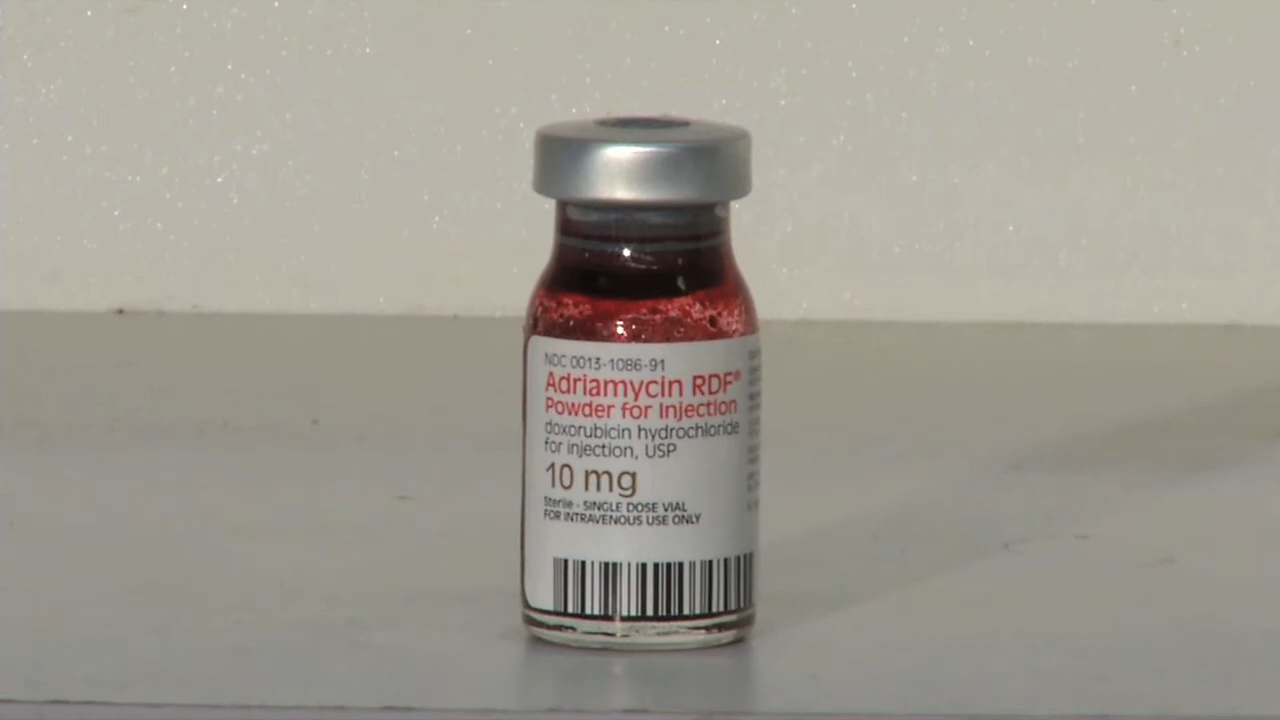 NDC 0013-1086-91
Adriamycin RDF®
Powder for Injection
doxorubicin hydrochloride
for injection, USP
10 mg
Sterile - SINGLE DOSE VIAL
FOR INTRAVENOUS USE ONLY